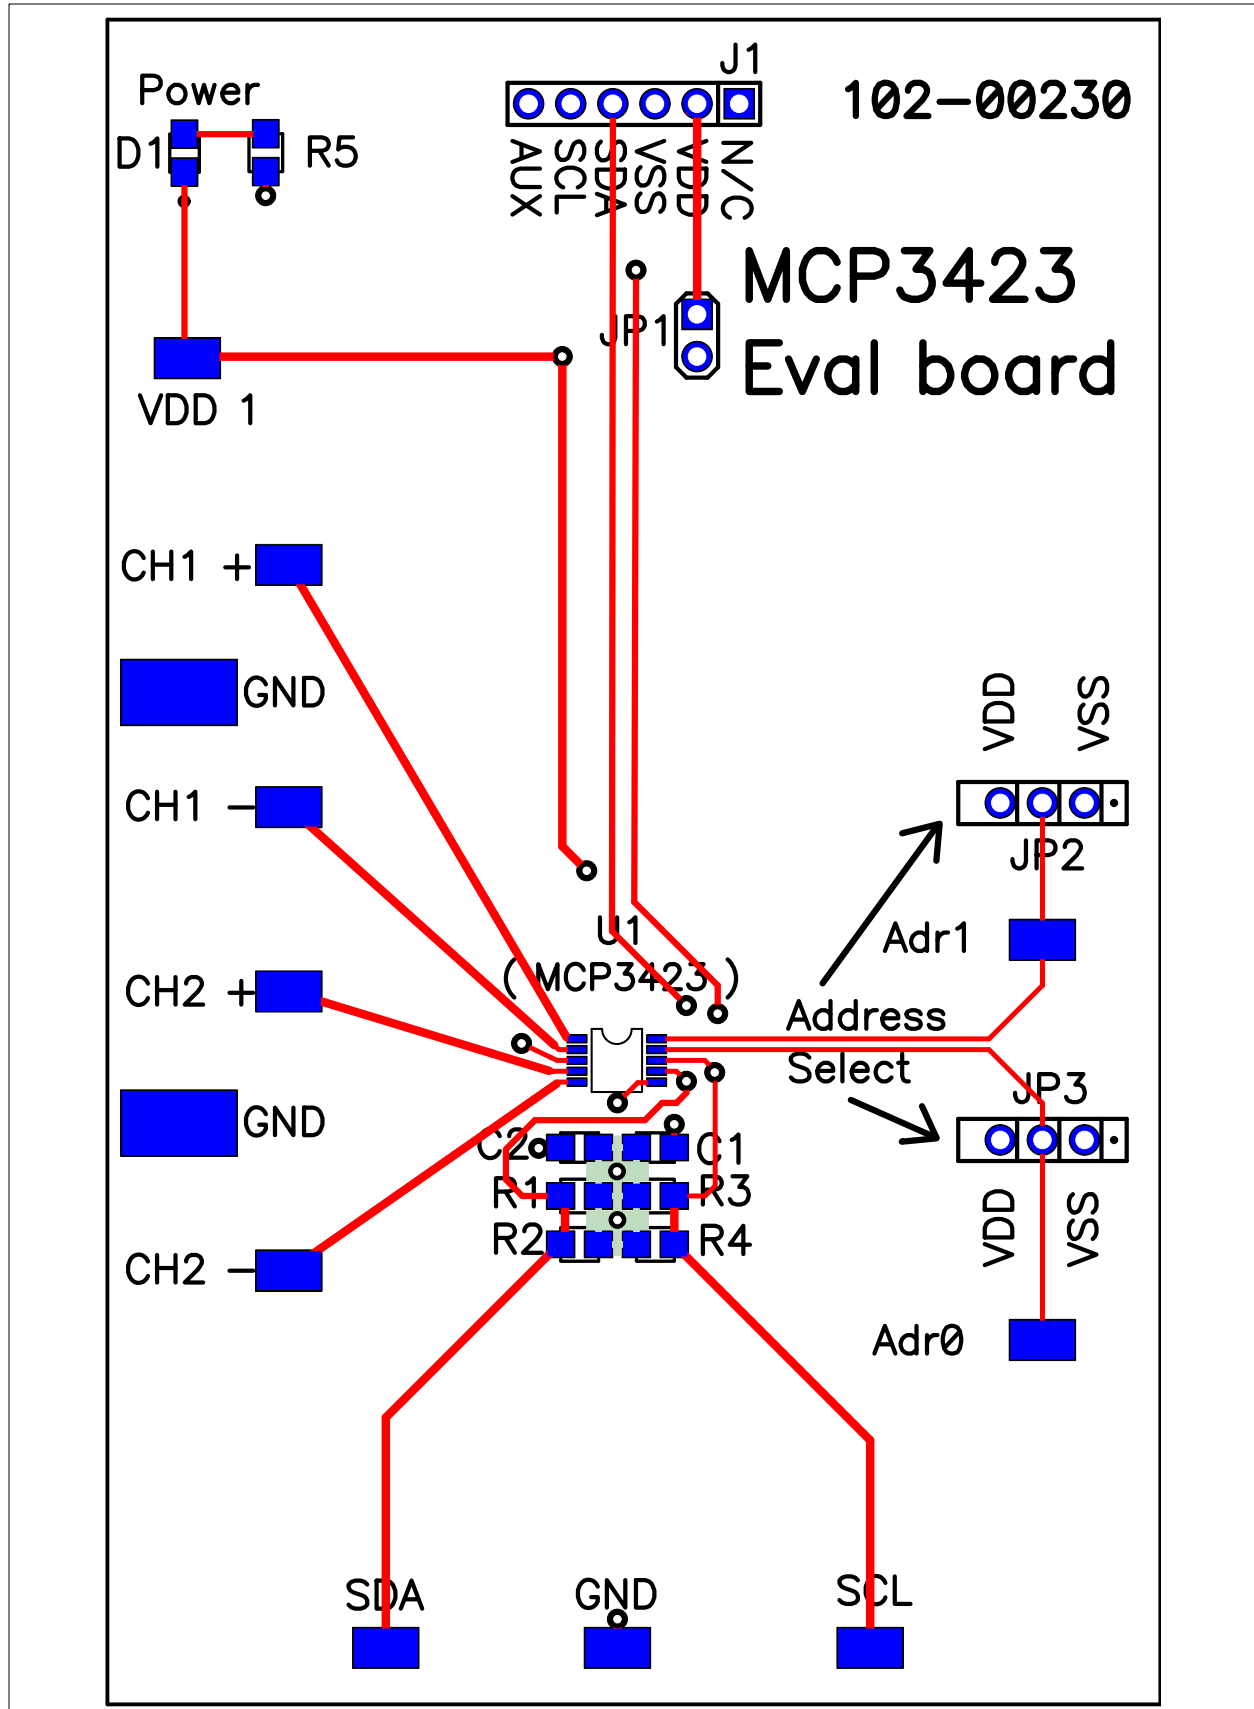 J1
Power
102-00230
D1
R5
AUX
SCL
SDA
VSS
VDD
N/C
MCP3423
JP1
Eval board
VDD 1
CH1 +
GND
VDD
VSS
CH1 -
JP2
U1
Adr1
( MCP3423 )
CH2 +
Address
Select
JP3
GND
C2
C1
R1
R3
VDD
VSS
R2
R4
CH2 -
Adr0
SDA
GND
SCL